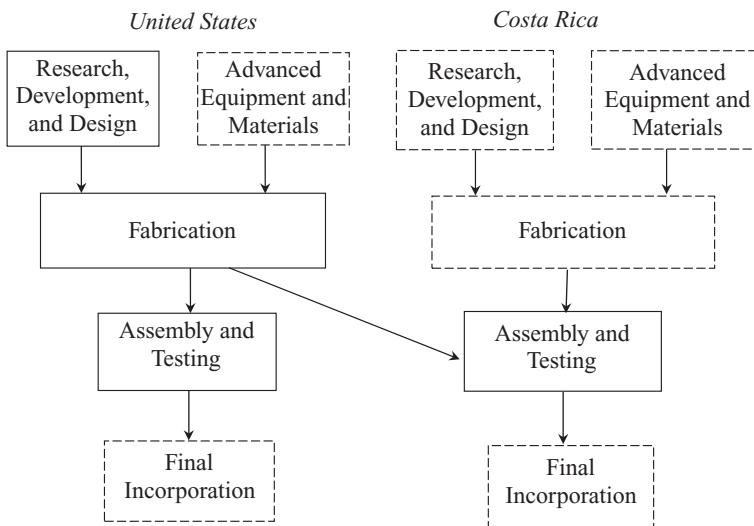 United States
Costa Rica
Research,
Development,
and Design
Advanced
Equipment and
Materials
Research,
Development,
and Design
Advanced
Equipment and
Materials
Fabrication
Fabrication
Assembly and
Testing
Assembly and
Testing
Final
Incorporation
Final
Incorporation